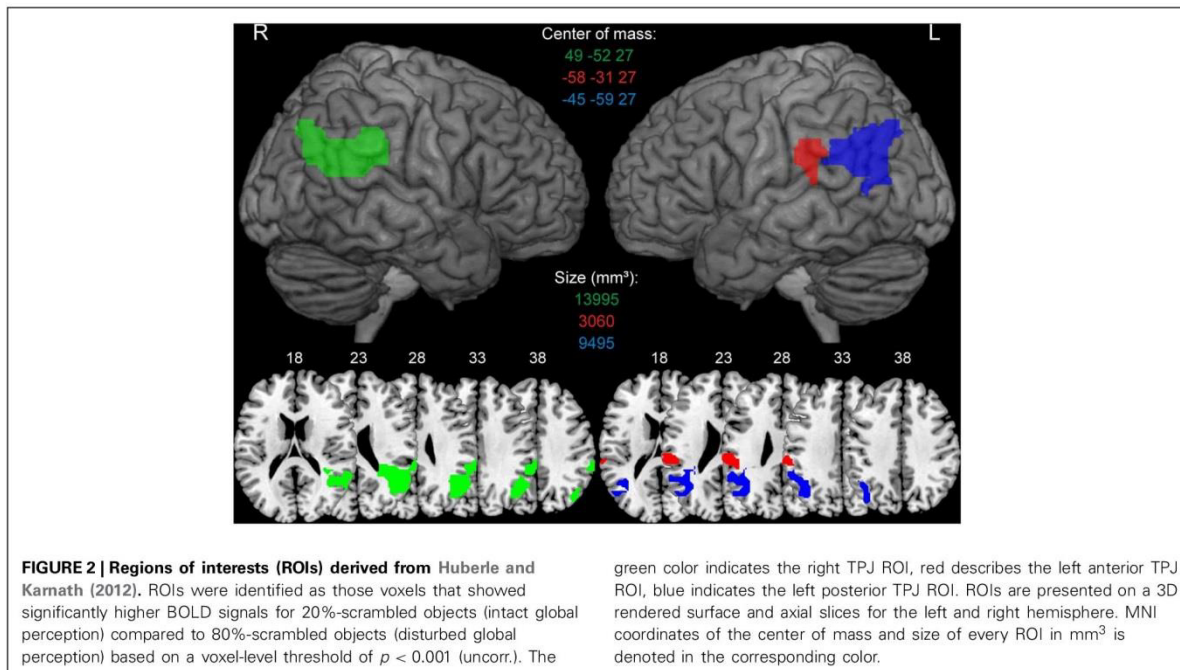 R
L
Center of mass:
49 -52 27
-58 -31 27
-45 -59 27
Size (mm³):
13995
3060
9495
18 23 28 33 38
18 23 28 33 38
FIGURE 2 | Regions of interests (ROIs) derived from Huberle and
Karnath (2012). ROIs were identified as those voxels that showed
significantly higher BOLD signals for 20%-scrambled objects (intact global
perception) compared to 80%-scrambled objects (disturbed global
perception) based on a voxel-level threshold of p < 0.001 (uncorr.). The
green color indicates the right TPJ ROI, red describes the left anterior TPJ
ROI, blue indicates the left posterior TPJ ROI. ROIs are presented on a 3D
rendered surface and axial slices for the left and right hemisphere. MNI
coordinates of the center of mass and size of every ROI in mm³ is
denoted in the corresponding color.